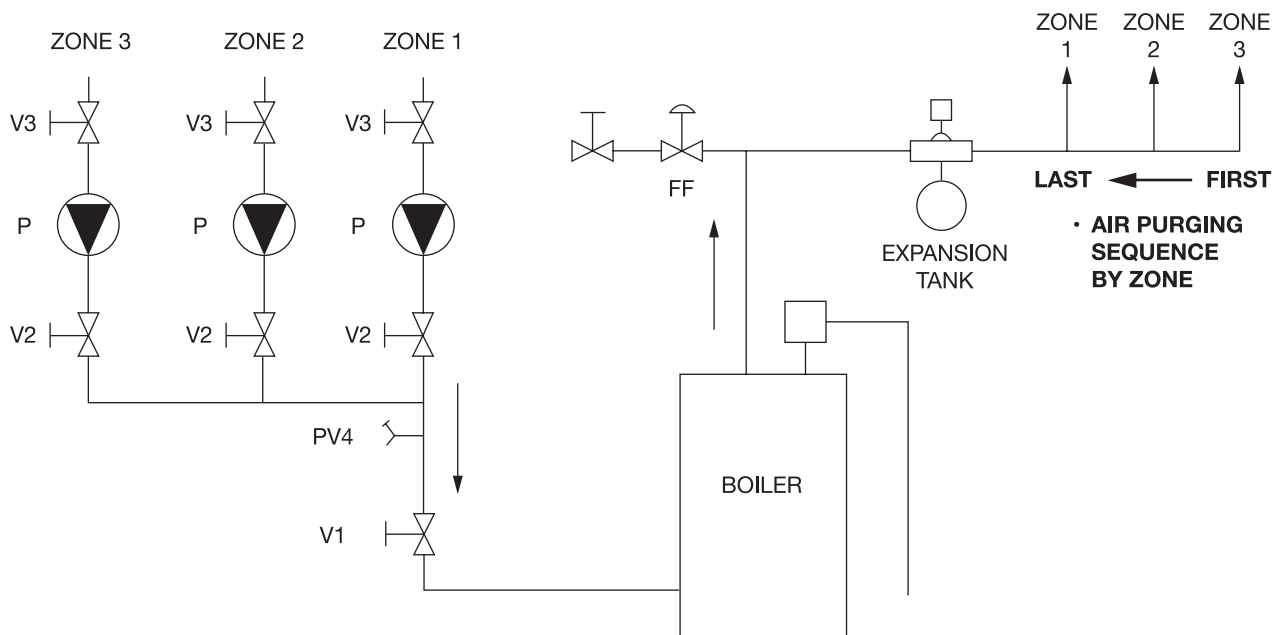 ZONE 3
ZONE 2
ZONE 1
ZONE
1
ZONE
2
ZONE
3
V3
V3
V3
FF
LAST
FIRST
P
P
P
• AIR PURGING
SEQUENCE
BY ZONE
EXPANSION
TANK
V2
V2
V2
PV4
BOILER
V1